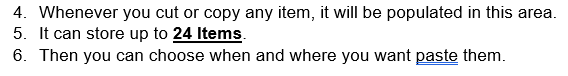 4. Whenever you cut or copy any item, it will be populated in this area.
5. It can store up to 24 Items.
6. Then you can choose when and where you want paste them.